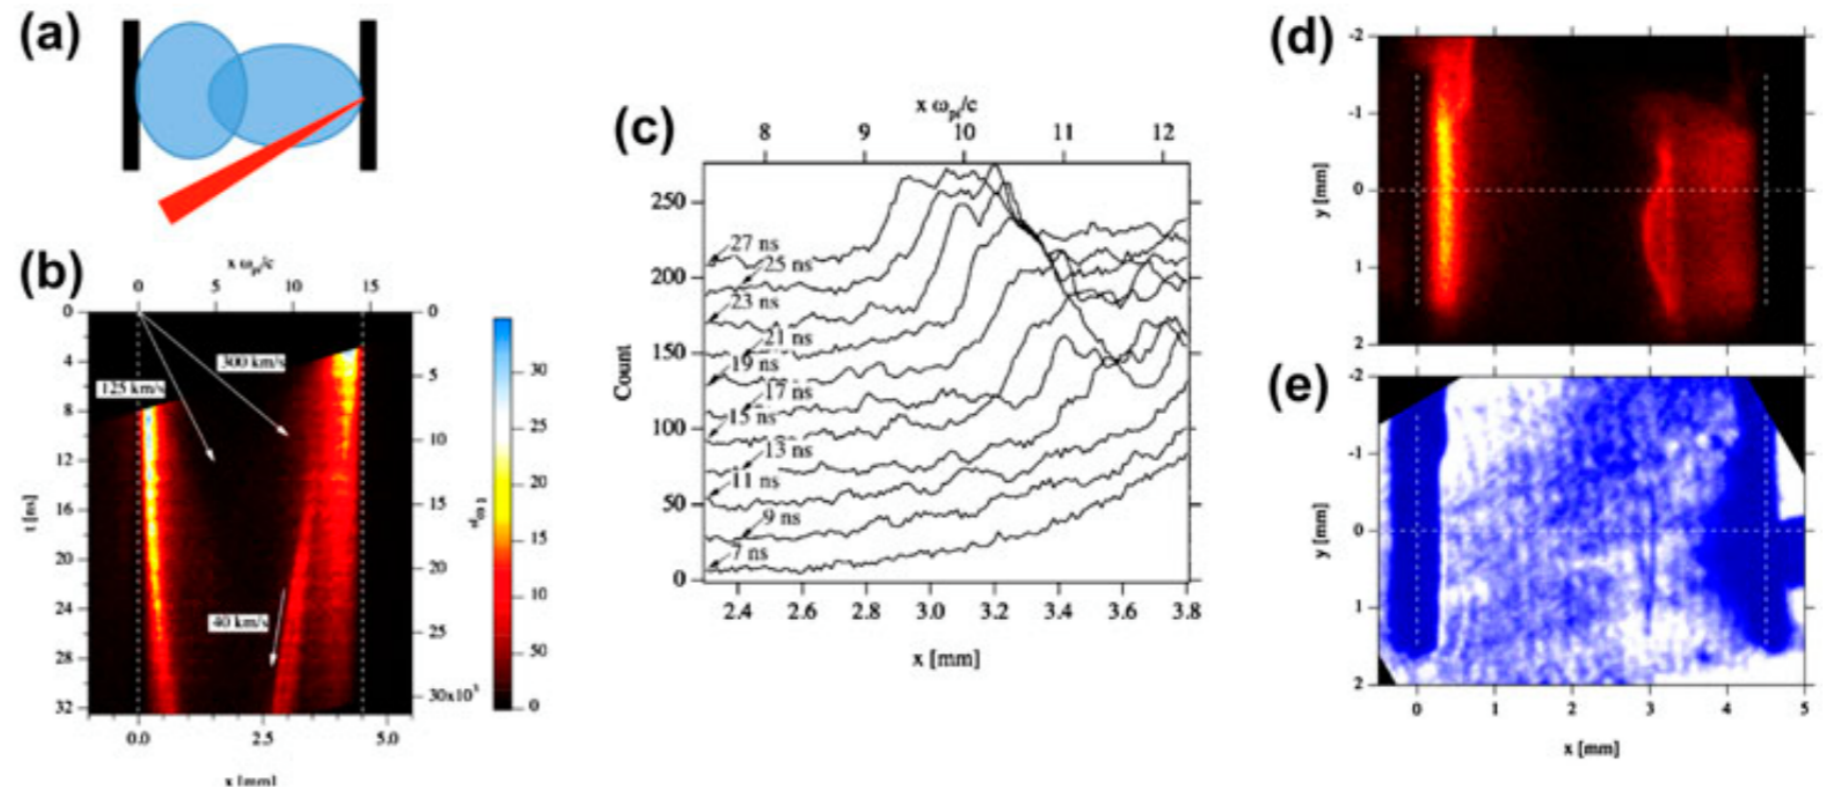 (a)
(b)
x ωpi/c
0 5 10 15
0
4
8
12
16
20
24
28
32
t [ns]
125 km/s
300 km/s
40 km/s
0
5
10
15
20
25
30x10³
tωpi
0.0 2.5 5.0
x [mm]
30
25
20
15
10
50
0
(c)
x ωpi/c
8 9 10 11 12
250
200
150
100
50
0
Count
27 ns
25 ns
23 ns
21 ns
19 ns
17 ns
15 ns
13 ns
11 ns
9 ns
7 ns
2.4 2.6 2.8 3.0 3.2 3.4 3.6 3.8
x [mm]
(d)
-2
-1
0
1
2
y [mm]
(e)
-2
-1
0
1
2
y [mm]
0 1 2 3 4 5
x [mm]